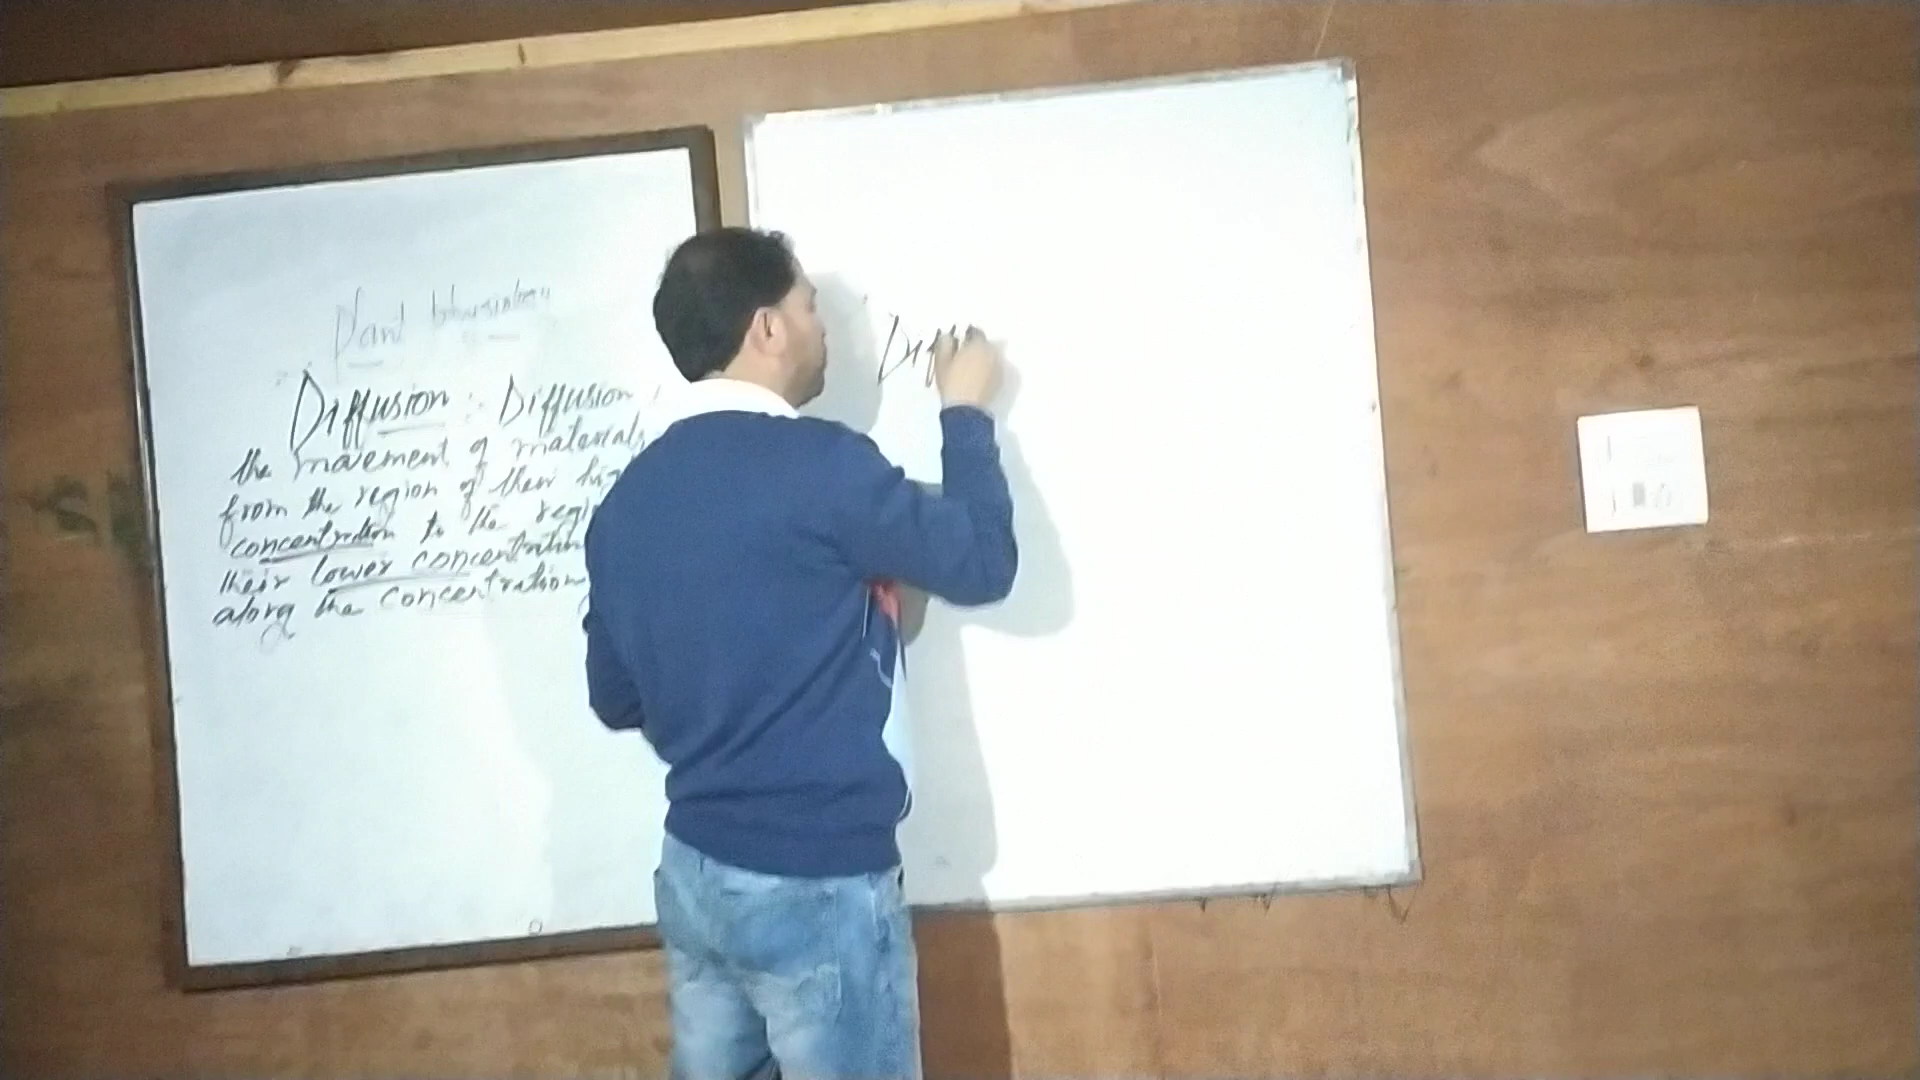 Plant Physiology
Diffusion :- Diffusion
the movement of materials
from the region of their hig
concentration to the regio
their lower concentration
along the concentration
Diff